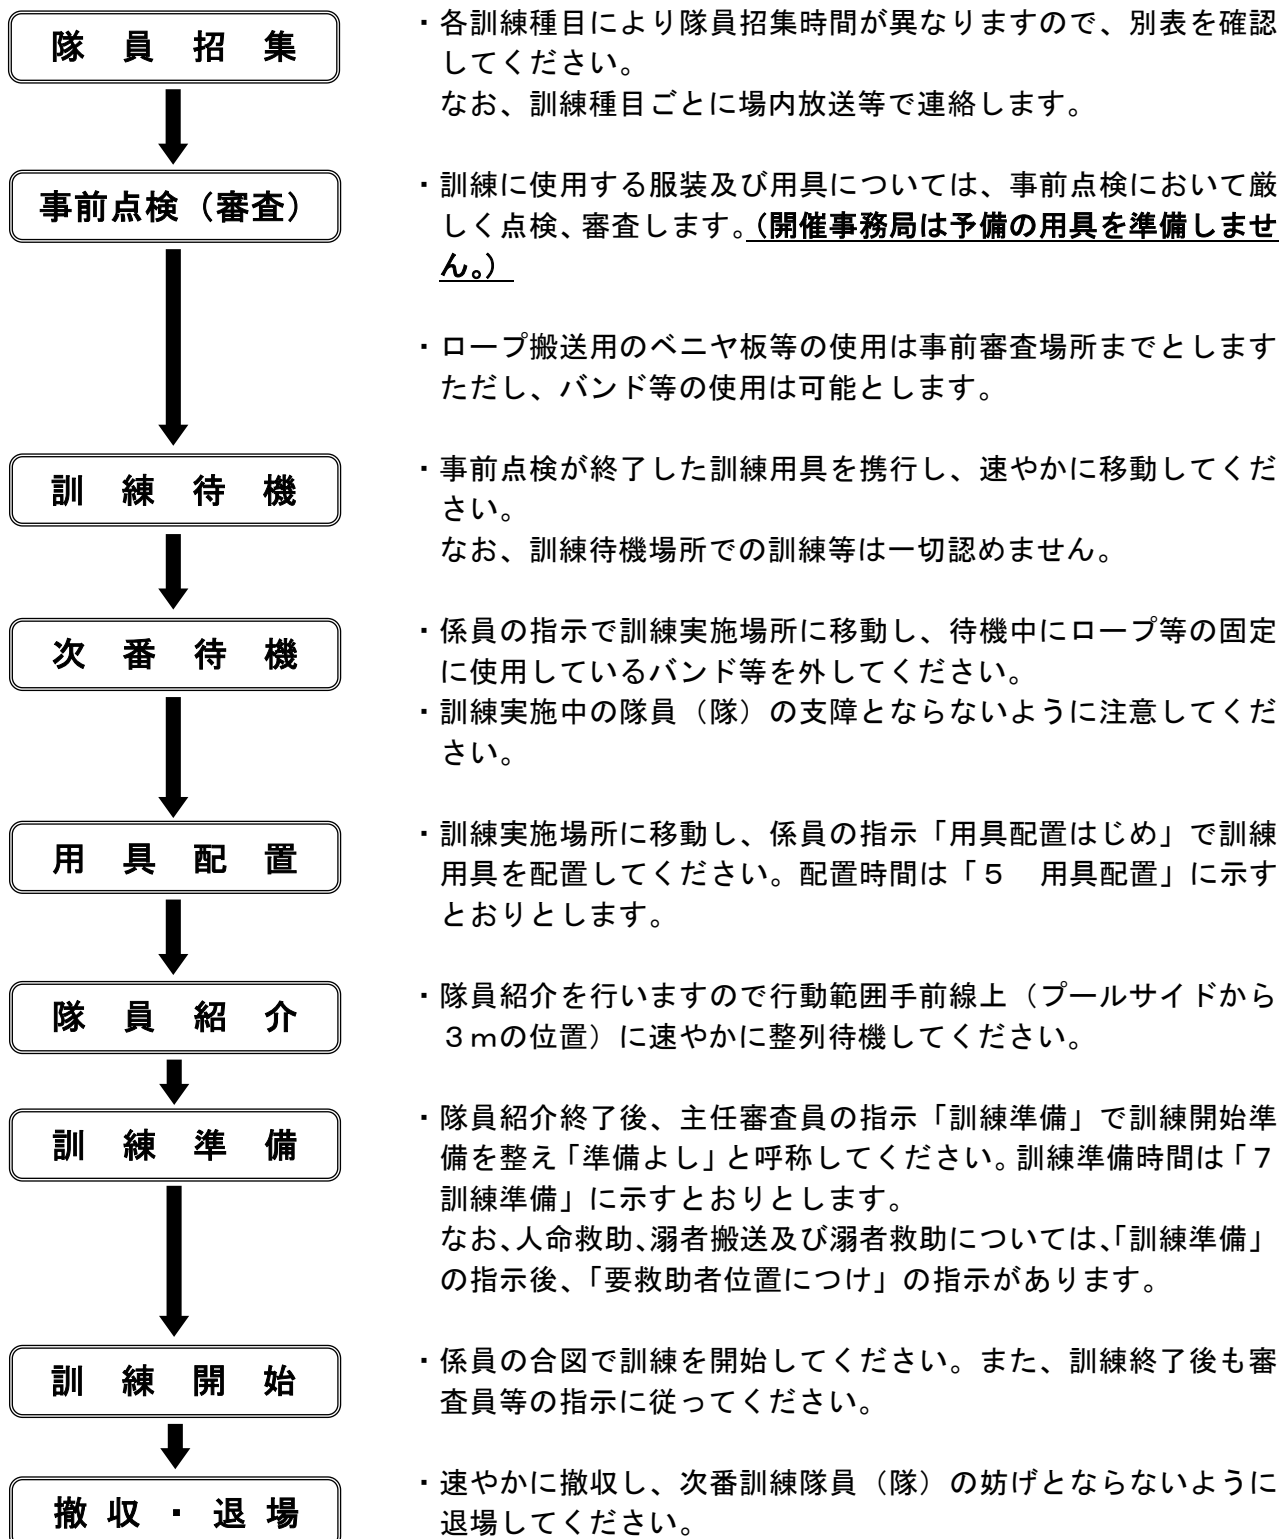 隊　員　招　集
・各訓練種目により隊員招集時間が異なりますので、別表を確認
してください。
なお、訓練種目ごとに場内放送等で連絡します。
事前点検（審査）
・訓練に使用する服装及び用具については、事前点検において厳
しく点検、審査します。（開催事務局は予備の用具を準備しませ
ん。）
・ロープ搬送用のベニヤ板等の使用は事前審査場所までとします
ただし、バンド等の使用は可能とします。
訓　練　待　機
・事前点検が終了した訓練用具を携行し、速やかに移動してくだ
さい。
なお、訓練待機場所での訓練等は一切認めません。
次　番　待　機
・係員の指示で訓練実施場所に移動し、待機中にロープ等の固定
に使用しているバンド等を外してください。
・訓練実施中の隊員（隊）の支障とならないように注意してくだ
さい。
用　具　配　置
・訓練実施場所に移動し、係員の指示「用具配置はじめ」で訓練
用具を配置してください。配置時間は「５　用具配置」に示す
とおりとします。
隊　員　紹　介
・隊員紹介を行いますので行動範囲手前線上（プールサイドから
３ｍの位置）に速やかに整列待機してください。
訓　練　準　備
・隊員紹介終了後、主任審査員の指示「訓練準備」で訓練開始準
備を整え「準備よし」と呼称してください。訓練準備時間は「７
訓練準備」に示すとおりとします。
なお、人命救助、溺者搬送及び溺者救助については、「訓練準備」
の指示後、「要救助者位置につけ」の指示があります。
訓　練　開　始
・係員の合図で訓練を開始してください。また、訓練終了後も審
査員等の指示に従ってください。
撤　収　・　退　場
・速やかに撤収し、次番訓練隊員（隊）の妨げとならないように
退場してください。